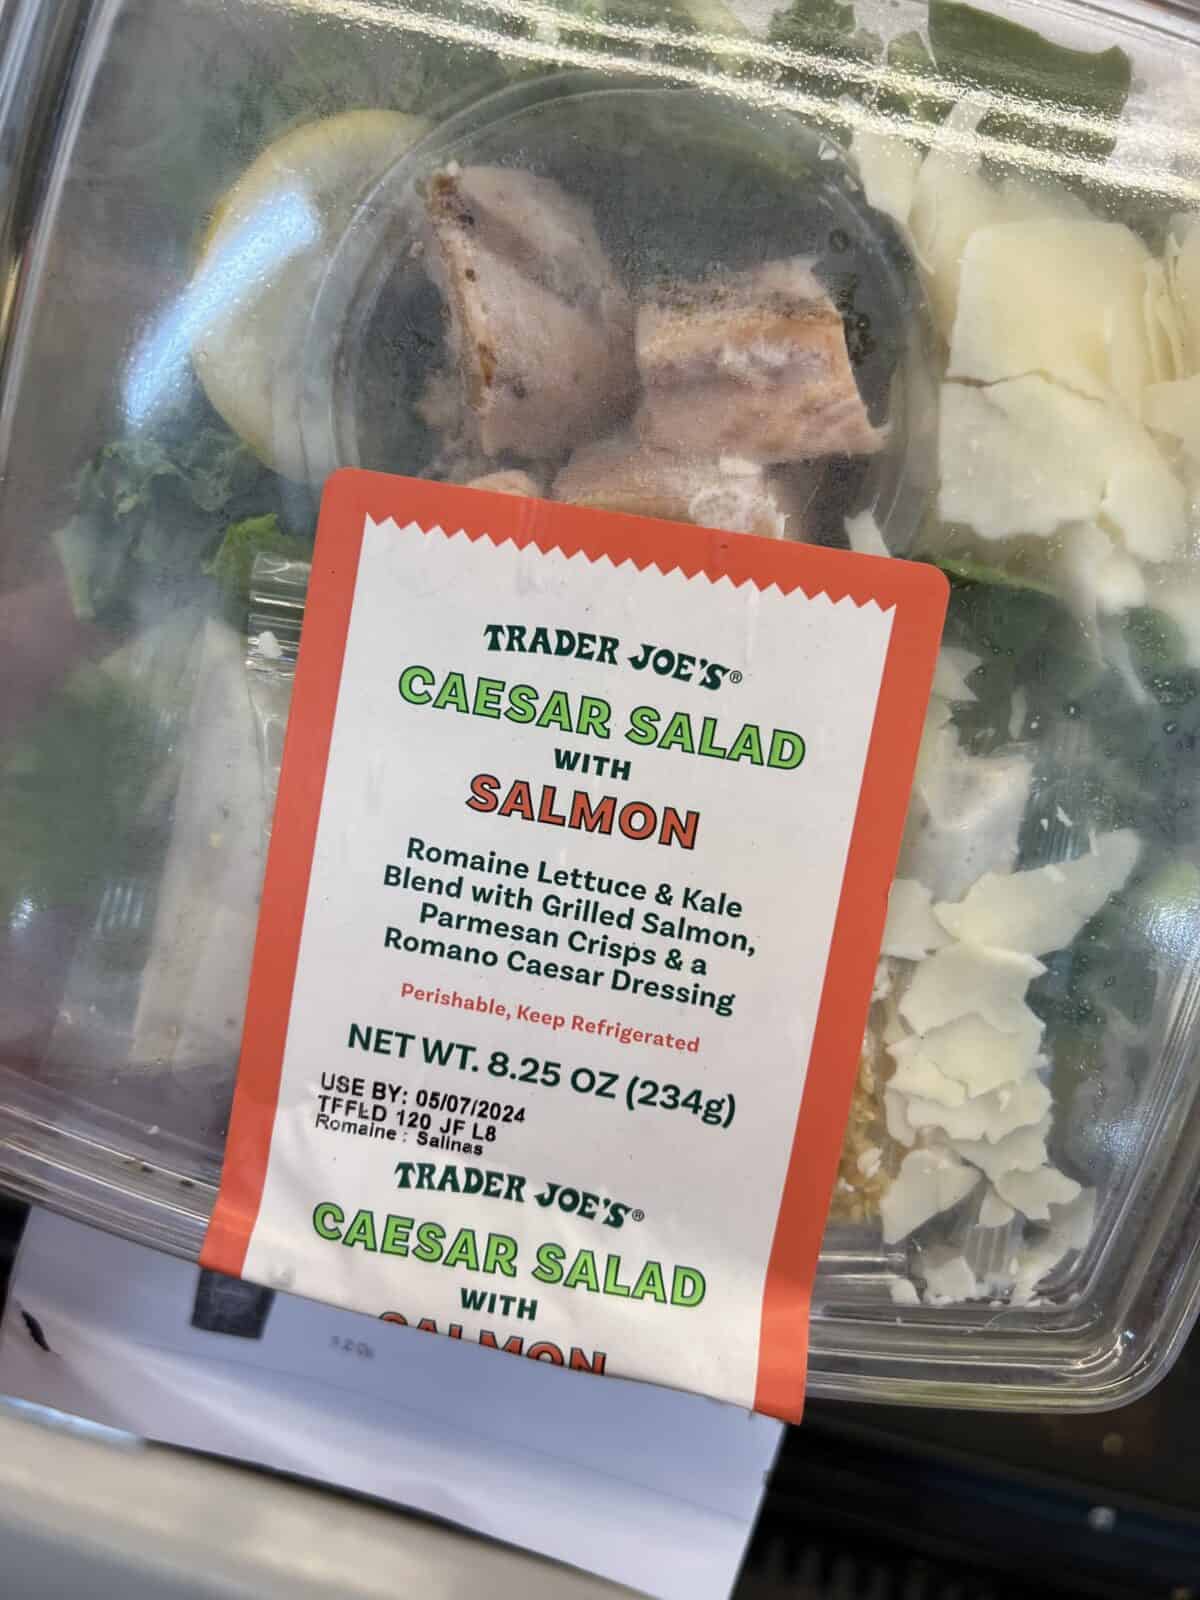 TRADER JOE'S®
CAESAR SALAD
WITH
SALMON
Romaine Lettuce & Kale
Blend with Grilled Salmon,
Parmesan Crisps & a
Romano Caesar Dressing
Perishable, Keep Refrigerated
NET WT. 8.25 OZ (234g)
USE BY: 05/07/2024
TFFLD 120 JF L8
Romaine : Salinas
TRADER JOE'S®
CAESAR SALAD
WITH
SALMON